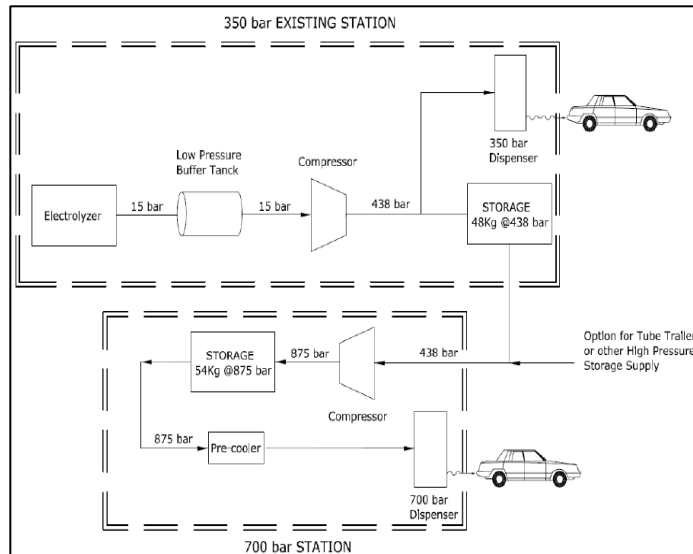 350 bar EXISTING STATION
350 bar
Dispenser
Low Pressure
Buffer Tanck
Compressor
Electrolyzer
15 bar
15 bar
438 bar
STORAGE
48Kg @438 bar
Option for Tube Trailer
or other High Pressure
Storage Supply
STORAGE
54Kg @875 bar
875 bar
438 bar
Compressor
875 bar
Pre-cooler
700 bar
Dispenser
700 bar STATION